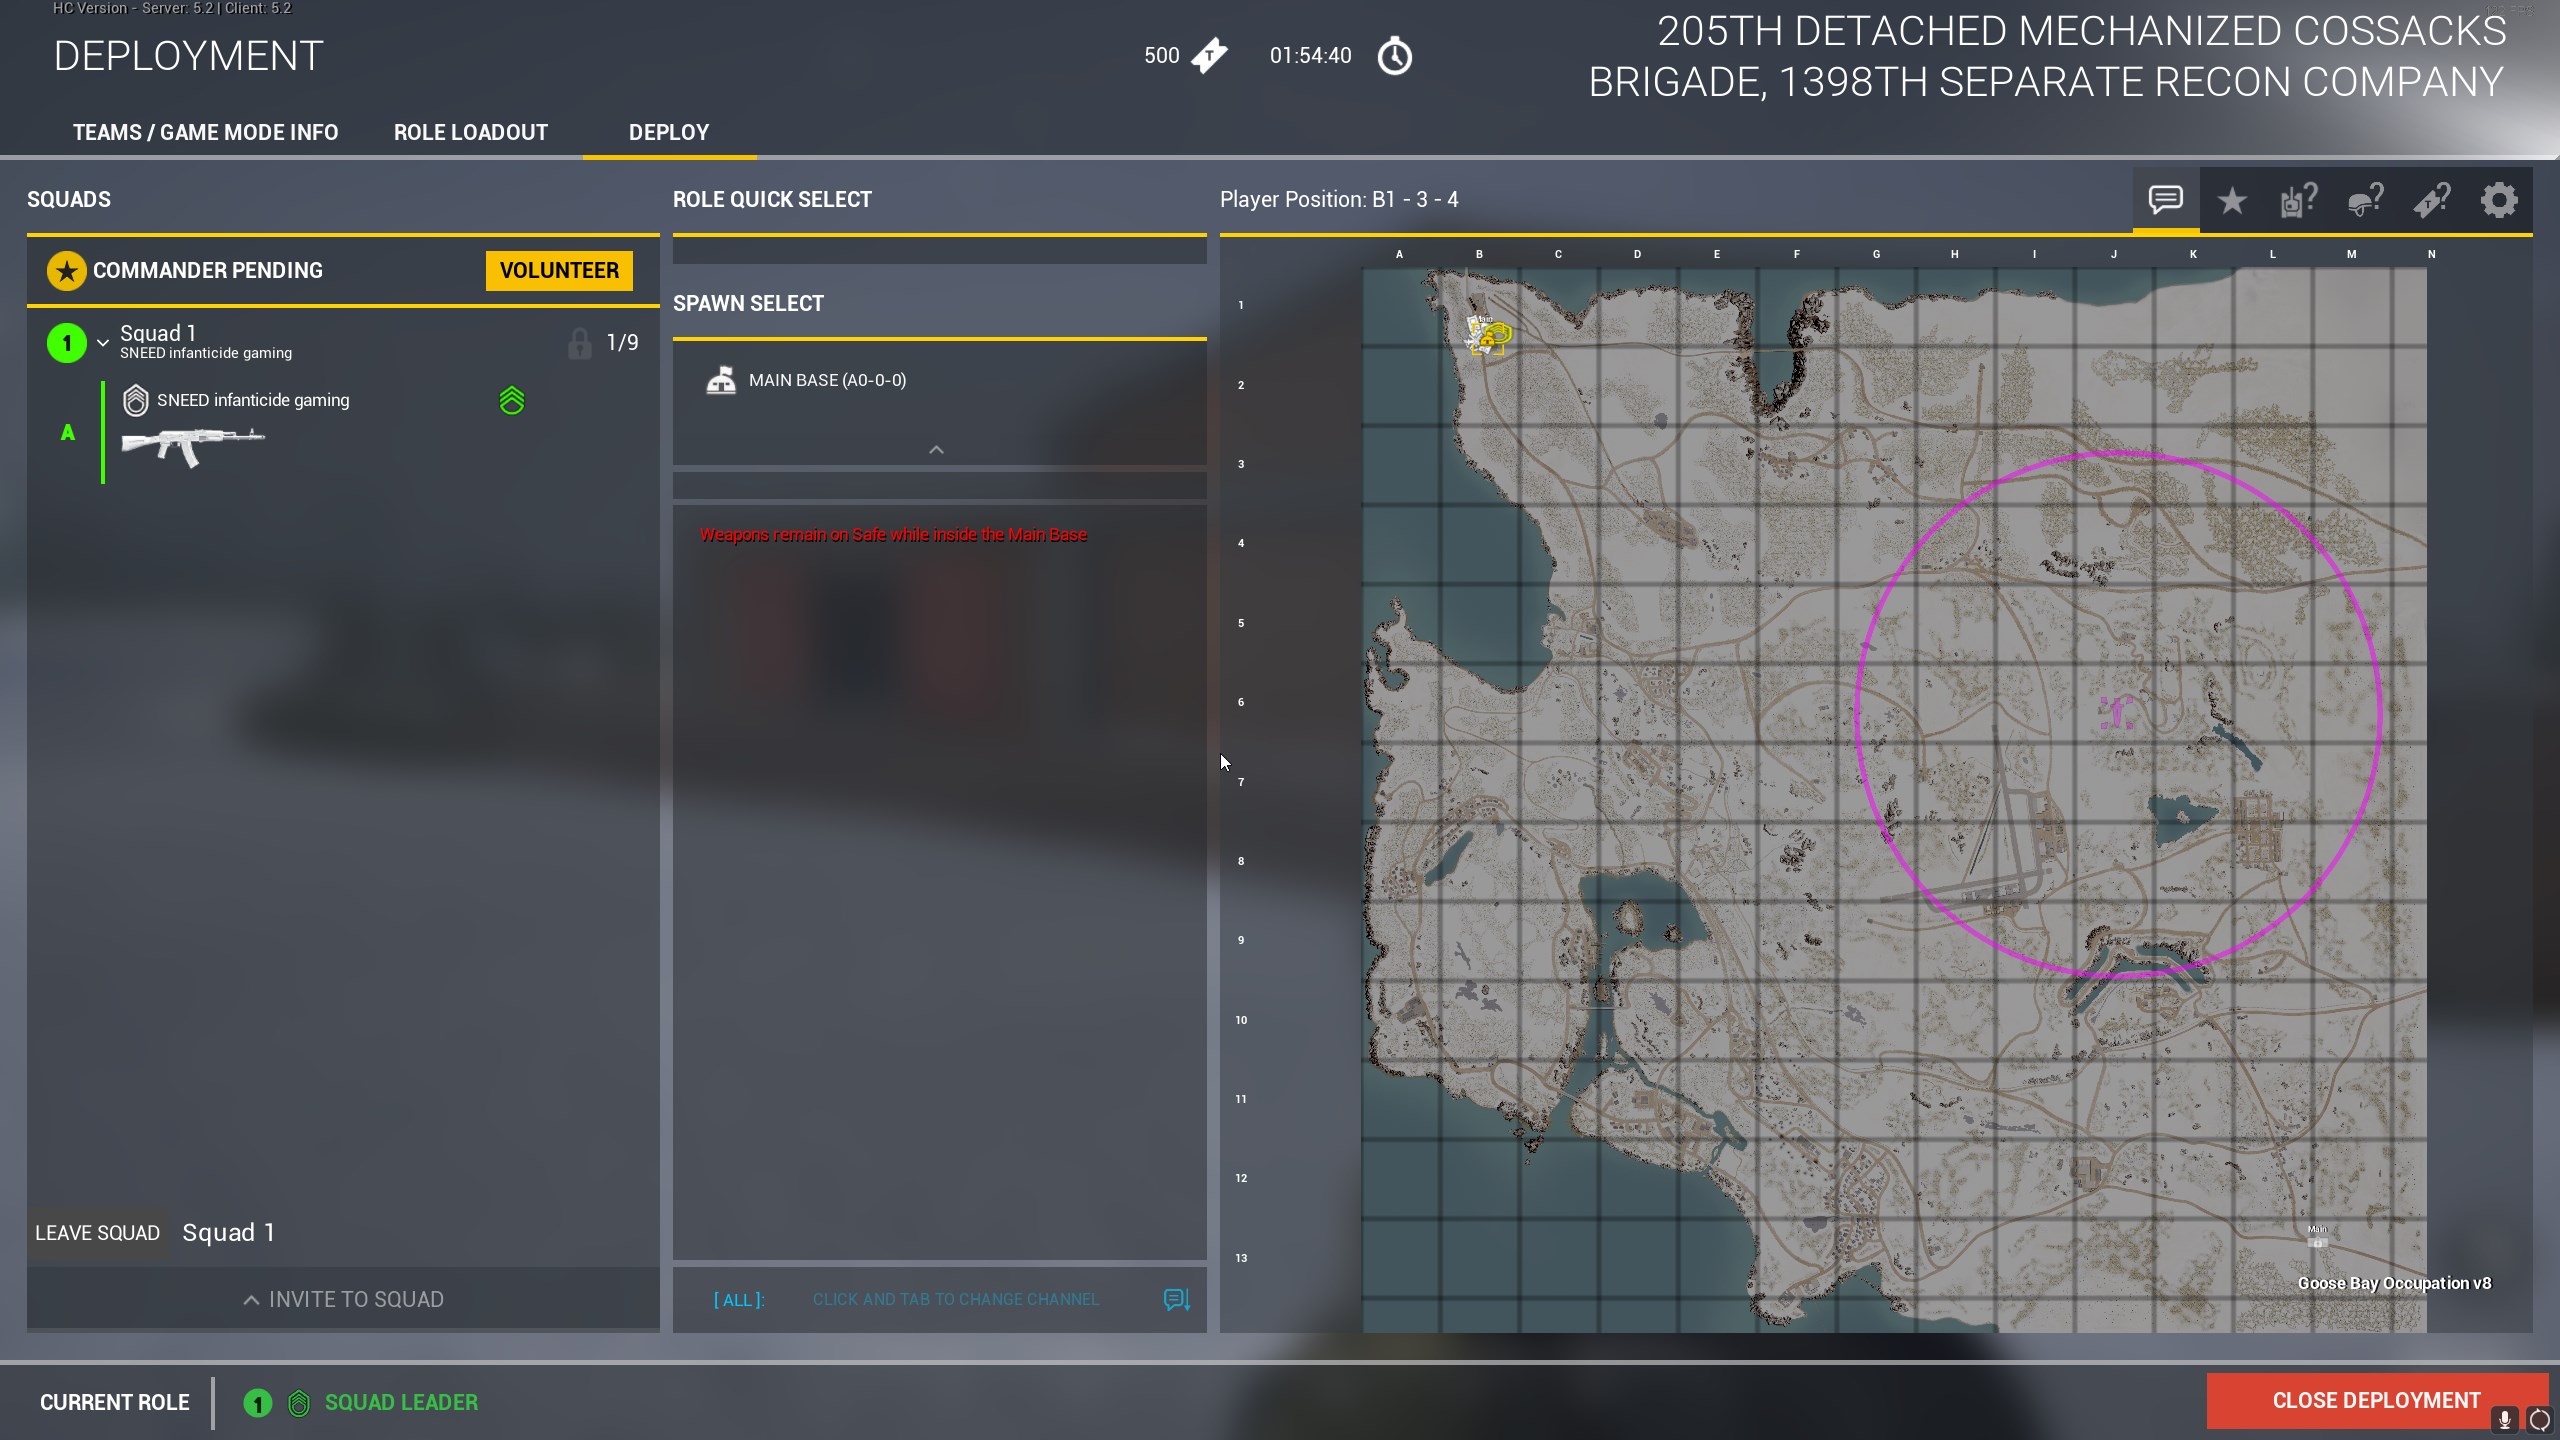 HC Version - Server: 5.2 | Client: 5.2
DEPLOYMENT
500
01:54:40
205TH DETACHED MECHANIZED COSSACKS
BRIGADE, 1398TH SEPARATE RECON COMPANY
TEAMS / GAME MODE INFO
ROLE LOADOUT
DEPLOY
SQUADS
COMMANDER PENDING
VOLUNTEER
1
Squad 1
SNEED infanticide gaming
1/9
A
SNEED infanticide gaming
LEAVE SQUAD
Squad 1
INVITE TO SQUAD
ROLE QUICK SELECT
SPAWN SELECT
MAIN BASE (A0-0-0)
Weapons remain on Safe while inside the Main Base
[ ALL ]:
CLICK AND TAB TO CHANGE CHANNEL
Player Position: B1 - 3 - 4
A B C D E F G H I J K L M N
1
2
3
4
5
6
7
8
9
10
11
12
13
Main
Main
Goose Bay Occupation v8
CURRENT ROLE
1
SQUAD LEADER
CLOSE DEPLOYMENT